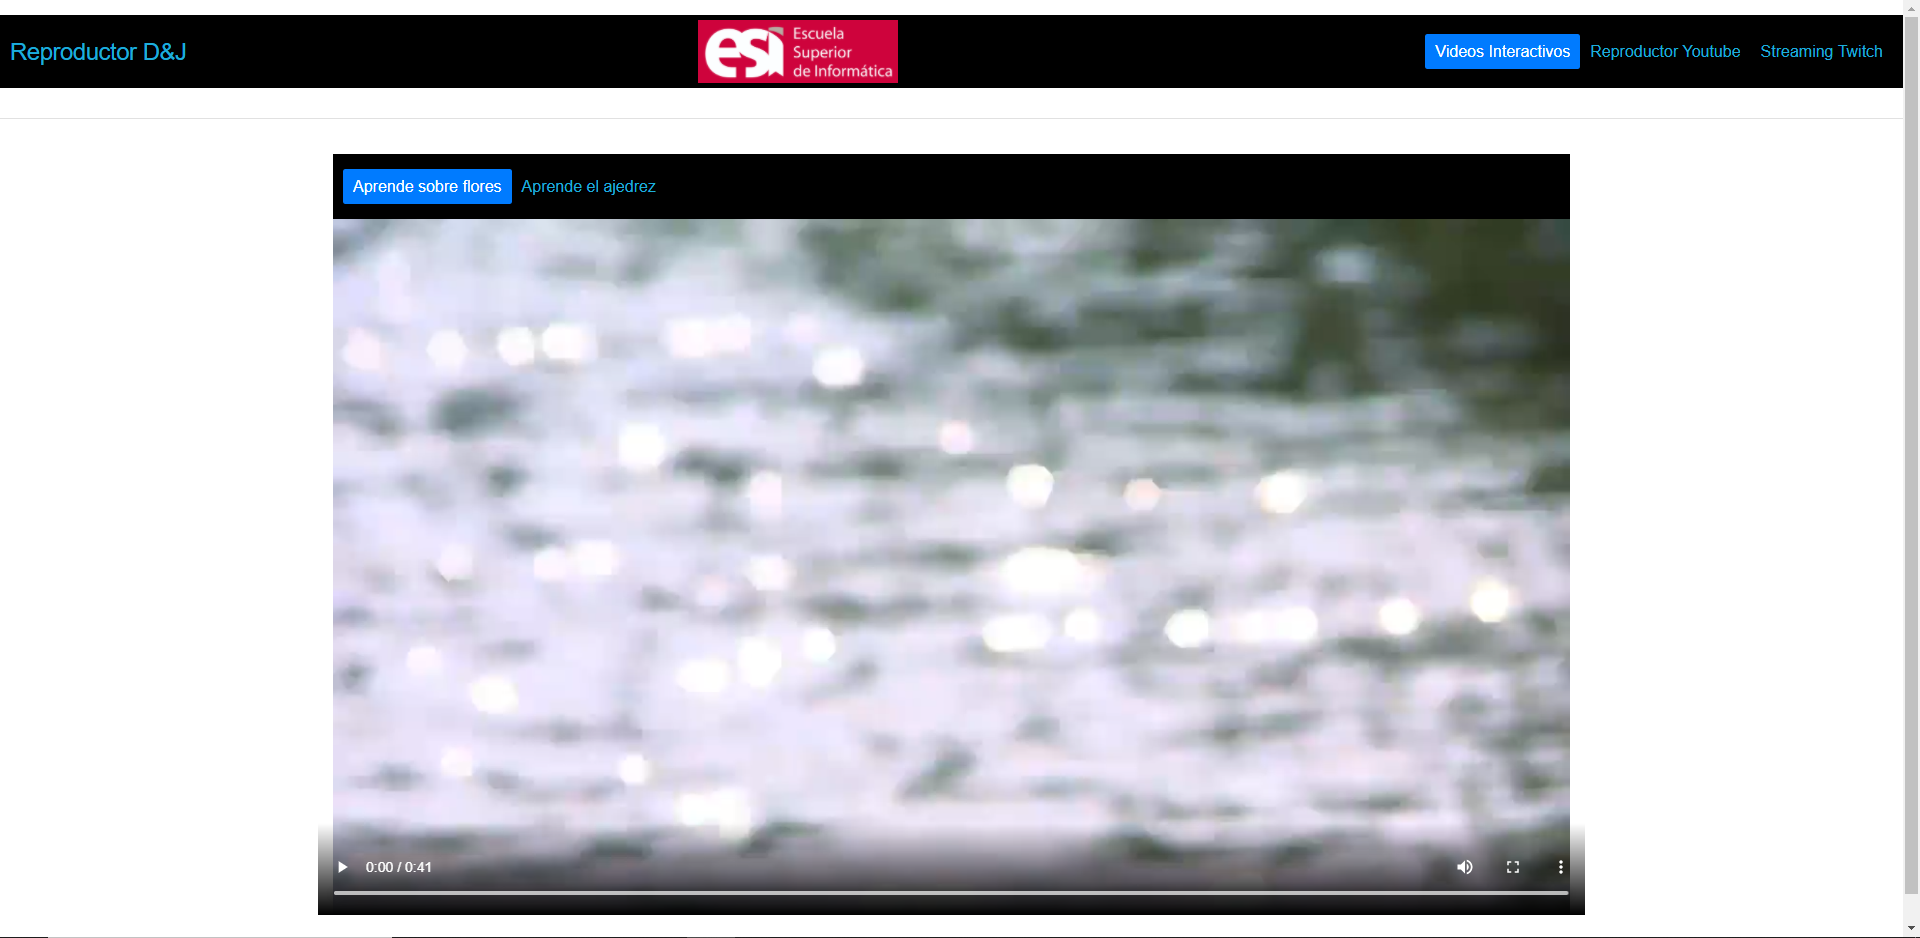 Reproductor D&J
esi
Escuela
Superior
de Informática
Videos Interactivos
Reproductor Youtube
Streaming Twitch
Aprende sobre flores
Aprende el ajedrez
0:00 / 0:41